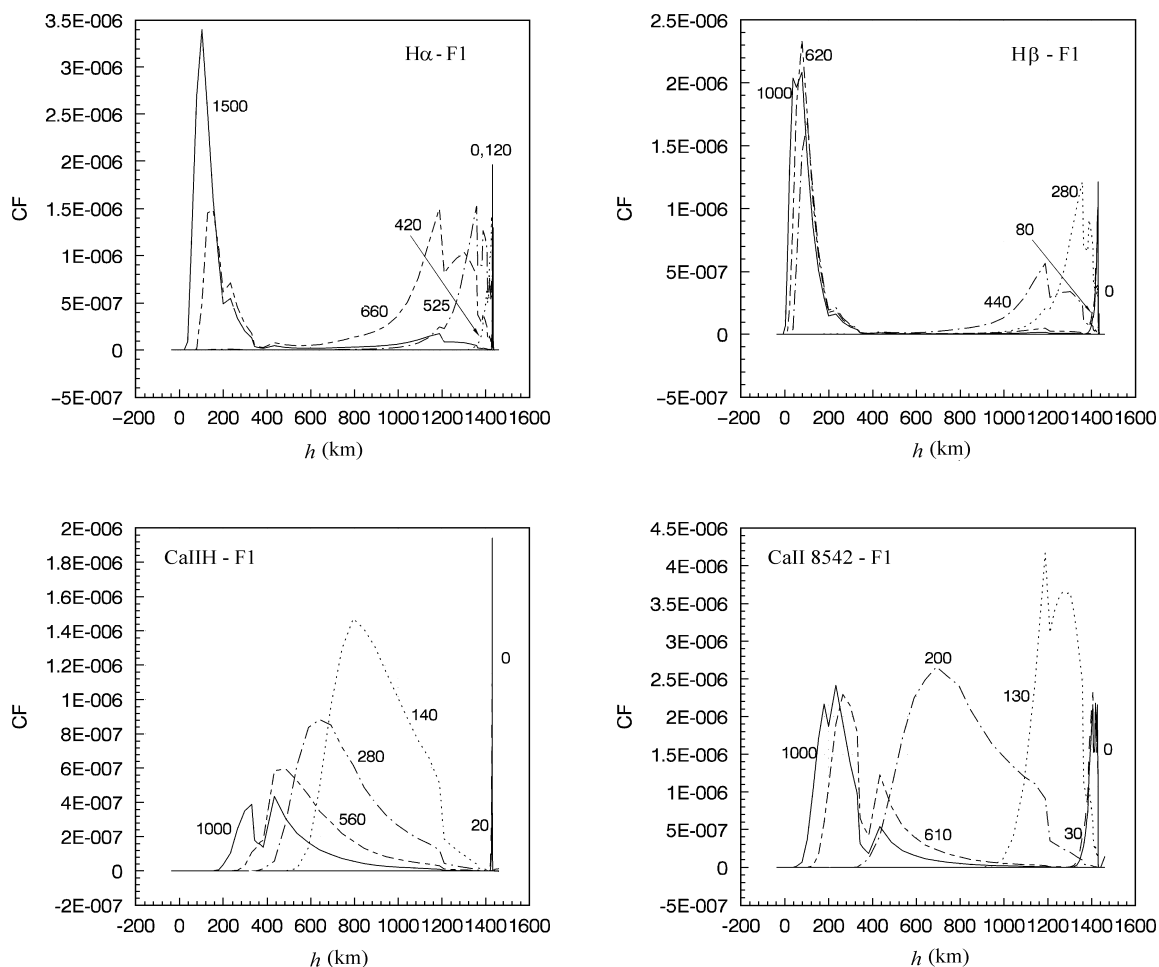 3.5E-006
3E-006
2.5E-006
2E-006
1.5E-006
1E-006
5E-007
0
−5E-007
CF
Hα - F1
1500
0,120
420
660
525
−200 0 200 400 600 800 1000 1200 1400 1600
h (km)
2.5E-006
2E-006
1.5E-006
1E-006
5E-007
0
−5E-007
CF
Hβ - F1
620
1000
280
80
440
0
−200 0 200 400 600 800 1000 1200 1400 1600
h (km)
2E-006
1.8E-006
1.6E-006
1.4E-006
1.2E-006
1E-006
8E-007
6E-007
4E-007
2E-007
0
-2E-007
CF
CaIIH - F1
0
140
280
1000
560
20
-200 0 200 400 600 800 1000 1200 1400 1600
h (km)
4.5E-006
4E-006
3.5E-006
3E-006
2.5E-006
2E-006
1.5E-006
1E-006
5E-007
0
-5E-007
CF
CaII 8542 - F1
200
130
1000
0
610
30
-200 0 200 400 600 800 1000 1200 1400 1600
h (km)